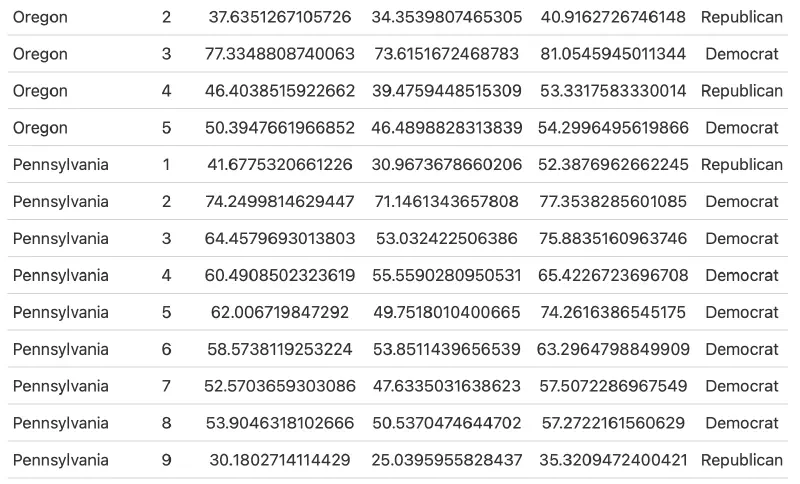 Oregon 2 37.6351267105726 34.3539807465305 40.9162726746148 Republican
Oregon 3 77.3348808740063 73.6151672468783 81.0545945011344 Democrat
Oregon 4 46.4038515922662 39.4759448515309 53.3317583330014 Republican
Oregon 5 50.3947661966852 46.4898828313839 54.2996495619866 Democrat
Pennsylvania 1 41.6775320661226 30.9673678660206 52.3876962662245 Republican
Pennsylvania 2 74.2499814629447 71.1461343657808 77.3538285601085 Democrat
Pennsylvania 3 64.4579693013803 53.032422506386 75.8835160963746 Democrat
Pennsylvania 4 60.4908502323619 55.5590280950531 65.4226723696708 Democrat
Pennsylvania 5 62.006719847292 49.7518010400665 74.2616386545175 Democrat
Pennsylvania 6 58.5738119253224 53.8511439656539 63.2964798849909 Democrat
Pennsylvania 7 52.5703659303086 47.6335031638623 57.5072286967549 Democrat
Pennsylvania 8 53.9046318102666 50.5370474644702 57.2722161560629 Democrat
Pennsylvania 9 30.1802714114429 25.0395955828437 35.3209472400421 Republican